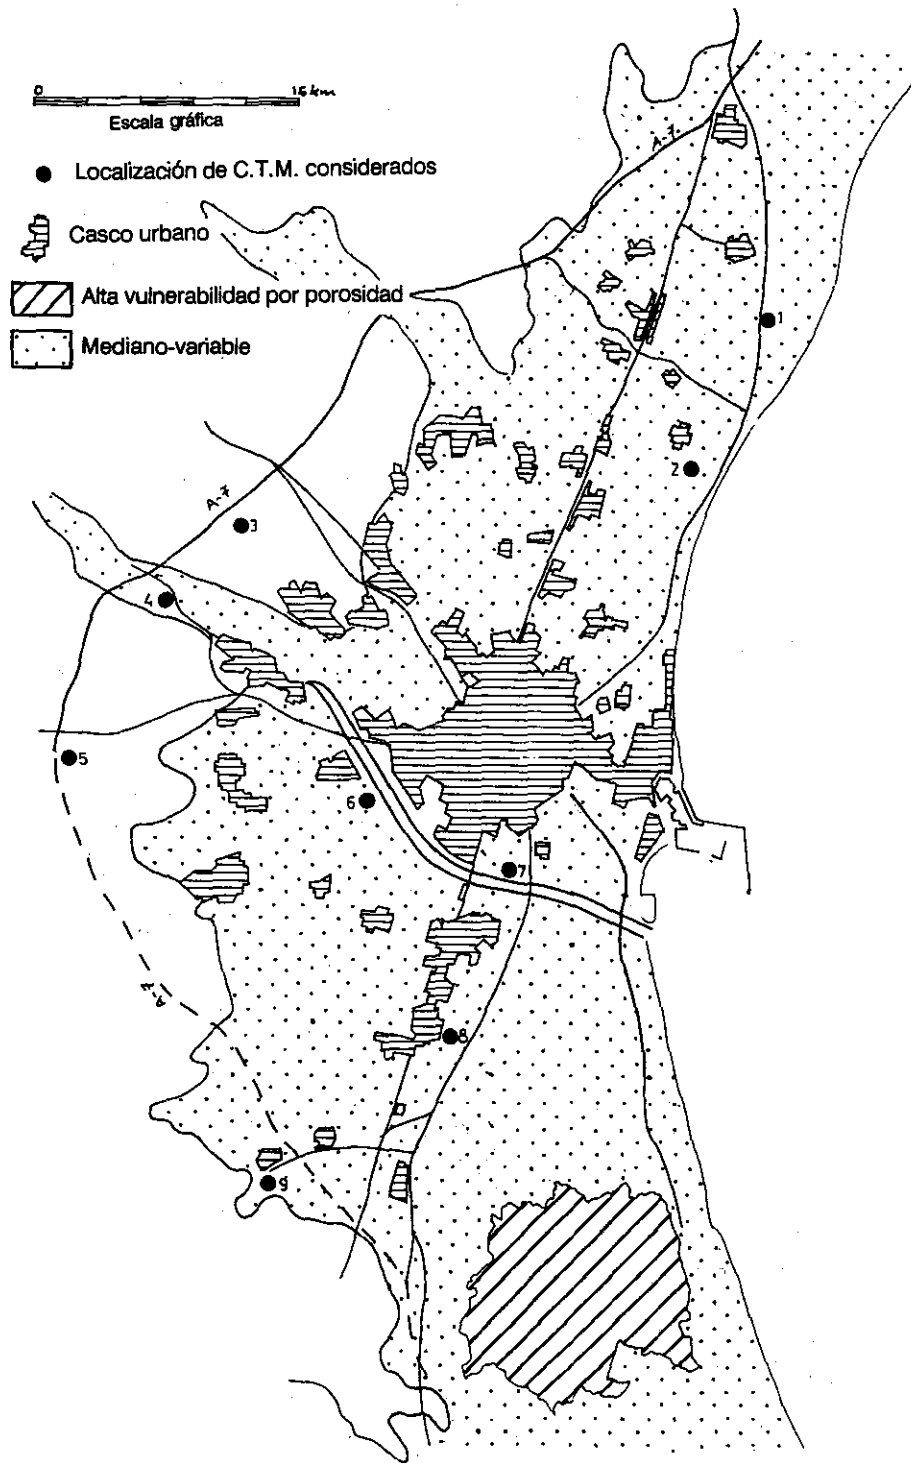 0 16 km
Escala gráfica
Localización de C.T.M. considerados
Casco urbano
Alta vulnerabilidad por porosidad
Mediano-variable
A-7
1
2
A-7
3
4
5
6
7
A-7
8
9